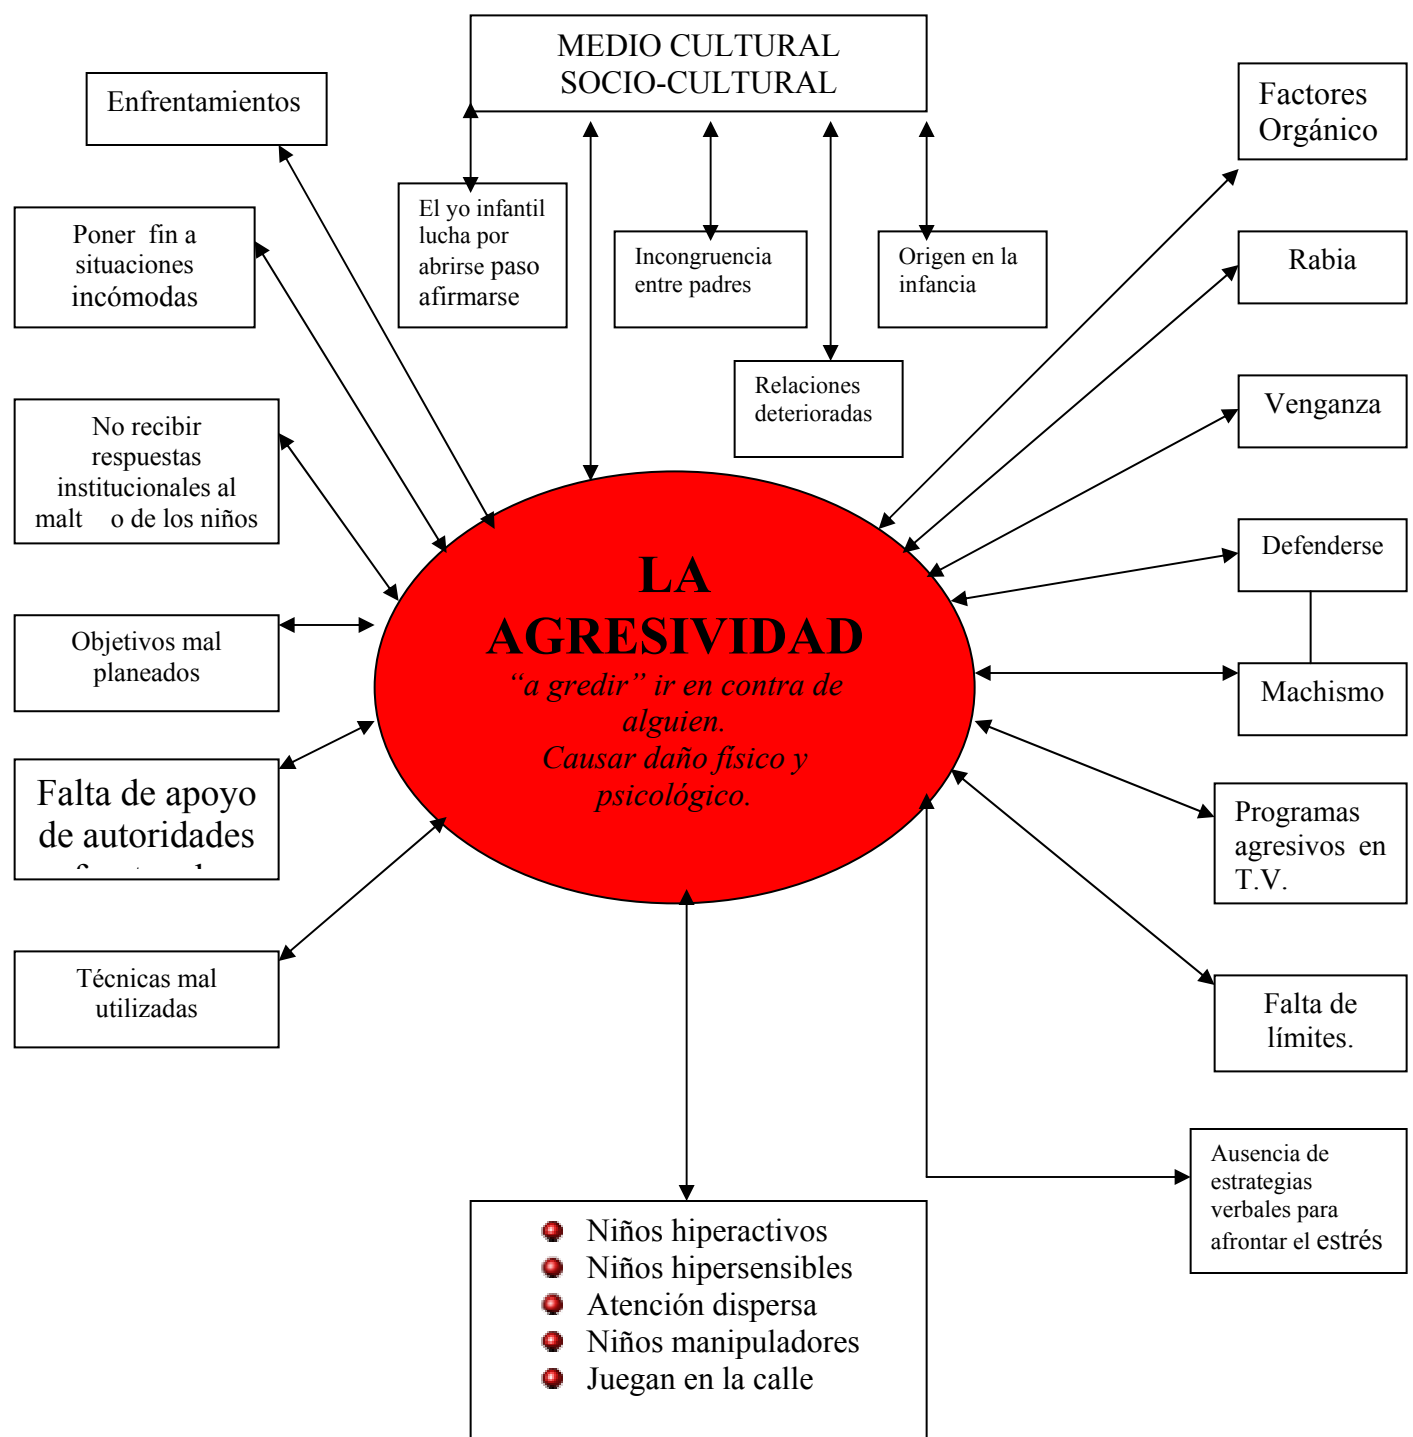 MEDIO CULTURAL
SOCIO-CULTURAL
Enfrentamientos
Factores
Orgánico
El yo infantil
lucha por
abrirse paso
afirmarse
Poner fin a
situaciones
incómodas
Incongruencia
entre padres
Origen en la
infancia
Rabia
Relaciones
deterioradas
Venganza
No recibir
respuestas
institucionales al
malt o de los niños
Defenderse
LA
AGRESIVIDAD
“a gredir” ir en contra de
alguien.
Causar daño físico y
psicológico.
Objetivos mal
planeados
Machismo
Falta de apoyo
de autoridades
Programas
agresivos en
T.V.
Técnicas mal
utilizadas
Falta de
límites.
Ausencia de
estrategias
verbales para
afrontar el estrés
Niños hiperactivos
Niños hipersensibles
Atención dispersa
Niños manipuladores
Juegan en la calle